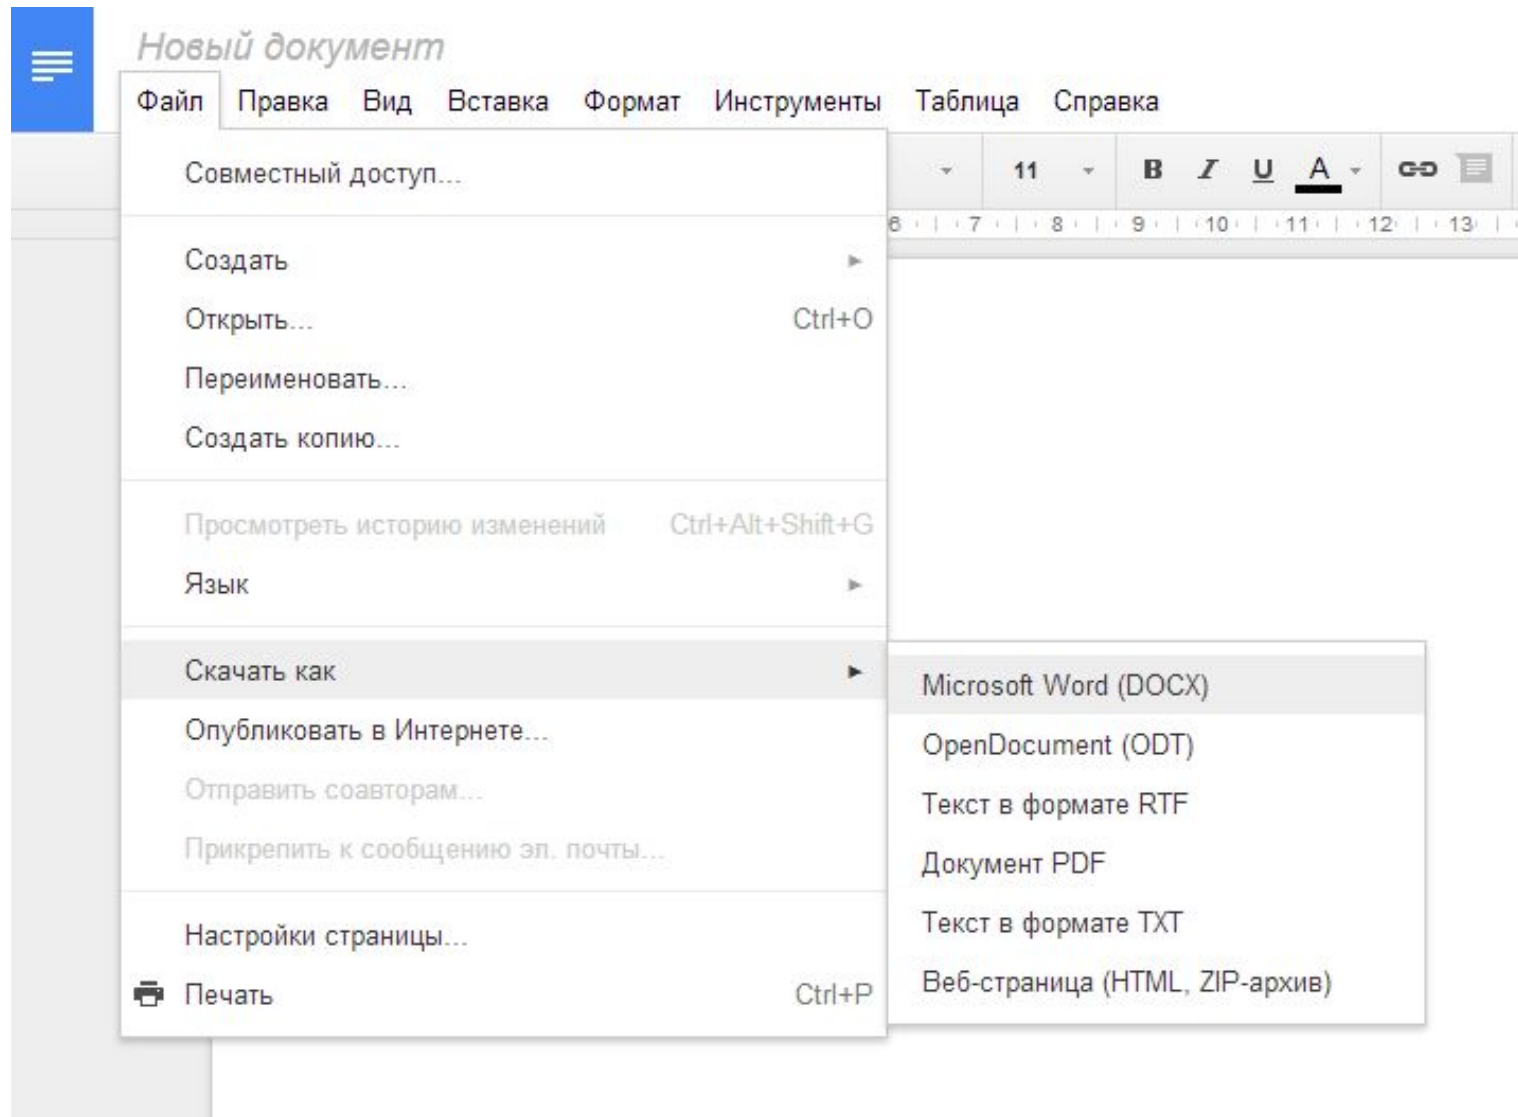 Новый документ
Файл Правка Вид Вставка Формат Инструменты Таблица Справка
Совместный доступ...
11 B I U A
6 7 8 9 10 11 12 13
Создать
Открыть... Ctrl+O
Переименовать...
Создать копию...
Просмотреть историю изменений Ctrl+Alt+Shift+G
Язык
Скачать как
Microsoft Word (DOCX)
Опубликовать в Интернете...
OpenDocument (ODT)
Отправить соавторам...
Текст в формате RTF
Прикрепить к сообщению эл. почты...
Документ PDF
Текст в формате TXT
Настройки страницы...
Веб-страница (HTML, ZIP-архив)
Печать Ctrl+P